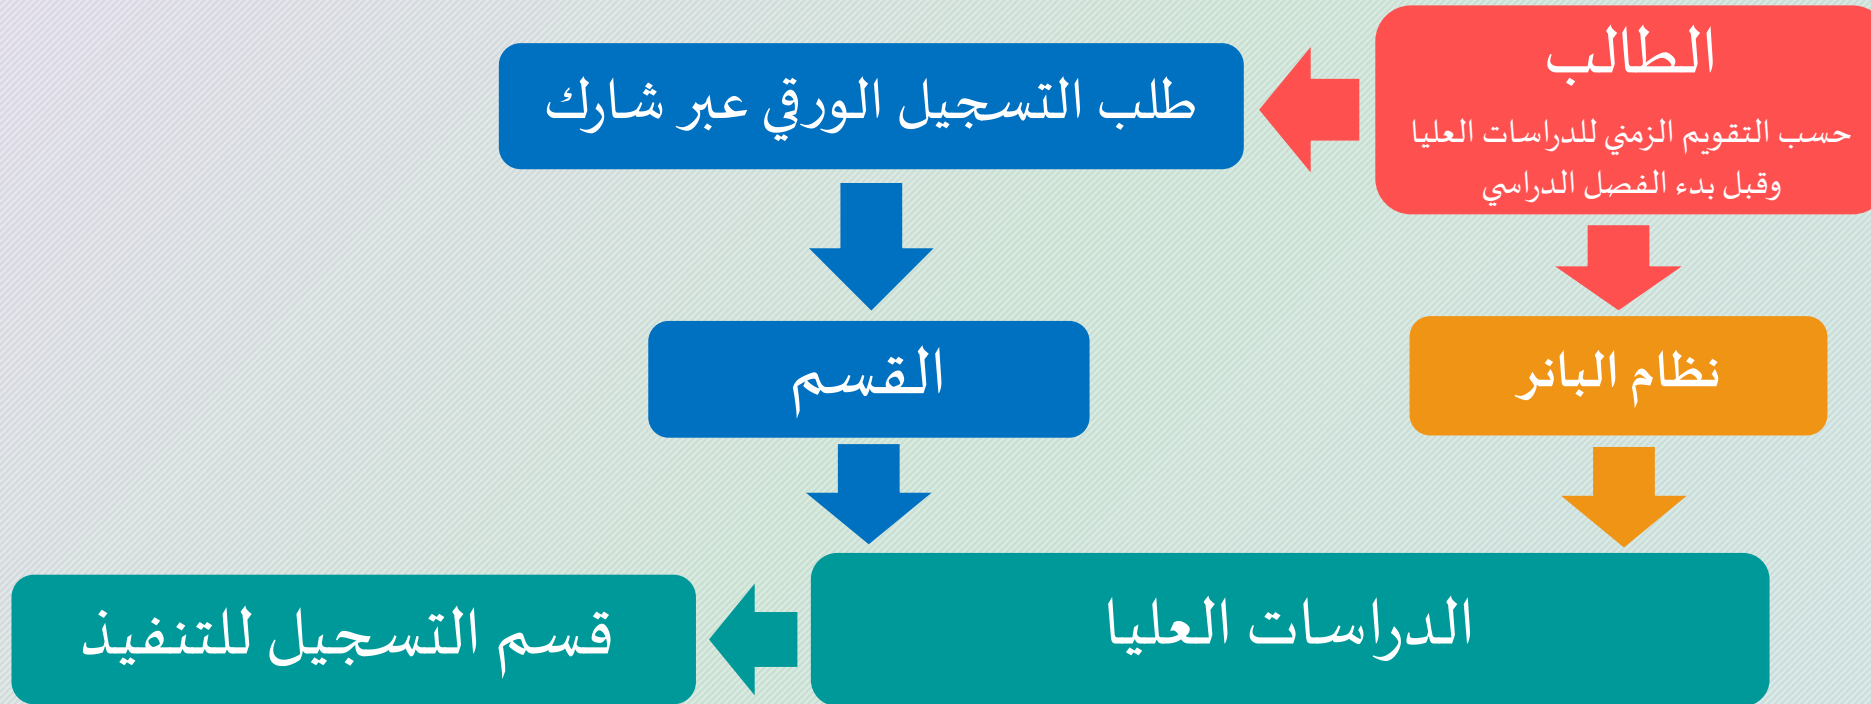 الطالب
حسب التقويم الزمني للدراسات العليا
وقبل بدء الفصل الدراسي
طلب التسجيل الورقي عبر شارك
نظام البانر
القسم
الدراسات العليا
قسم التسجيل للتنفيذ